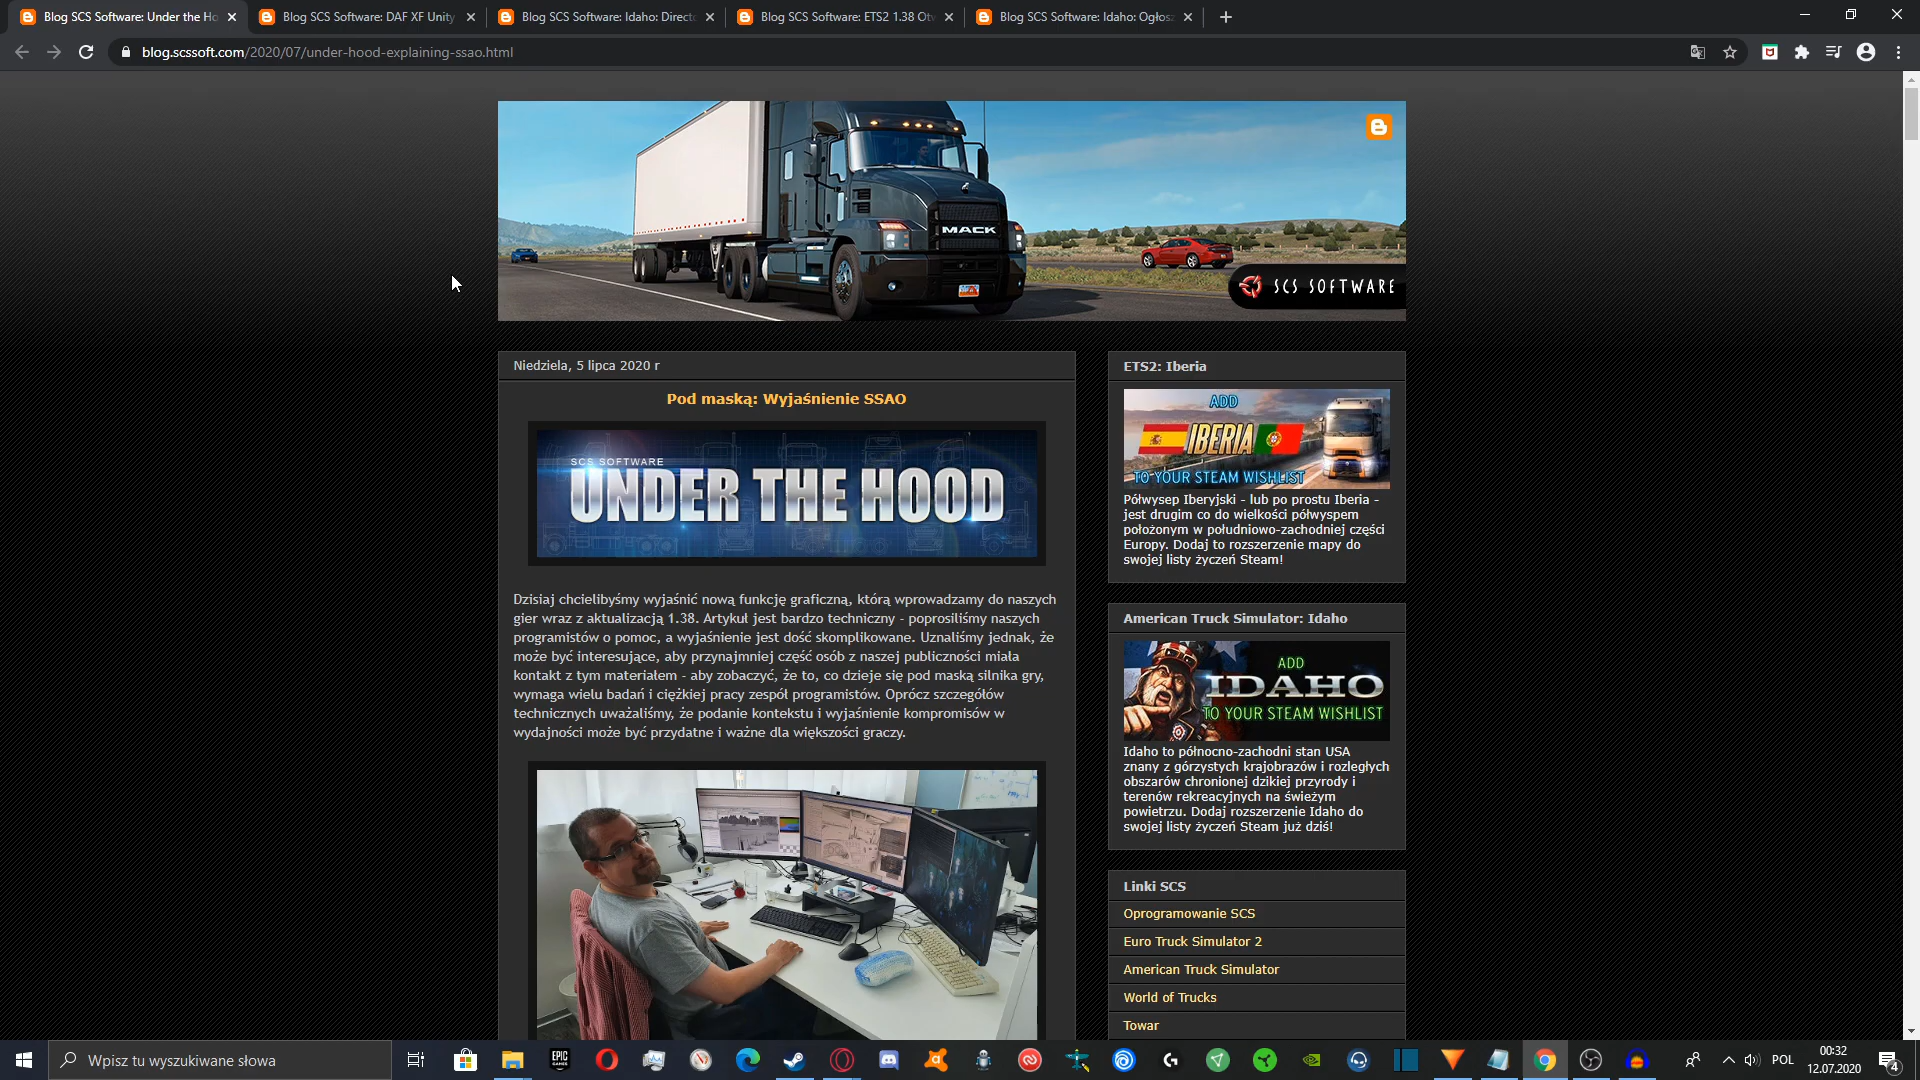 Blog SCS Software: Under the Ho
Blog SCS Software: DAF XF Unity
Blog SCS Software: Idaho: Directo
Blog SCS Software: ETS2 1.38 Otw
Blog SCS Software: Idaho: Ogłosz
blog.scssoft.com/2020/07/under-hood-explaining-ssao.html
MACK
SCS SOFTWARE
Niedziela, 5 lipca 2020 r
Pod maską: Wyjaśnienie SSAO
SCS SOFTWARE
UNDER THE HOOD
Dzisiaj chcielibyśmy wyjaśnić nową funkcję graficzną, którą wprowadzamy do naszych
gier wraz z aktualizacją 1.38. Artykuł jest bardzo techniczny - poprosiliśmy naszych
programistów o pomoc, a wyjaśnienie jest dość skomplikowane. Uznaliśmy jednak, że
może być interesujące, aby przynajmniej część osób z naszej publiczności miała
kontakt z tym materiałem - aby zobaczyć, że to, co dzieje się pod maską silnika gry,
wymaga wielu badań i ciężkiej pracy zespół programistów. Oprócz szczegółów
technicznych uważaliśmy, że podanie kontekstu i wyjaśnienie kompromisów w
wydajności może być przydatne i ważne dla większości graczy.
ETS2: Iberia
ADD
IBERIA
TO YOUR STEAM WISHLIST
Półwysep Iberyjski - lub po prostu Iberia -
jest drugim co do wielkości półwyspem
położonym w południowo-zachodniej części
Europy. Dodaj to rozszerzenie mapy do
swojej listy życzeń Steam!
American Truck Simulator: Idaho
ADD
IDAHO
TO YOUR STEAM WISHLIST
Idaho to północno-zachodni stan USA
znany z górzystych krajobrazów i rozległych
obszarów chronionej dzikiej przyrody i
terenów rekreacyjnych na świeżym
powietrzu. Dodaj rozszerzenie Idaho do
swojej listy życzeń Steam już dziś!
Linki SCS
Oprogramowanie SCS
Euro Truck Simulator 2
American Truck Simulator
World of Trucks
Towar
Wpisz tu wyszukiwane słowa
EPIC
GAMES
POL
00:32
12.07.2020
4